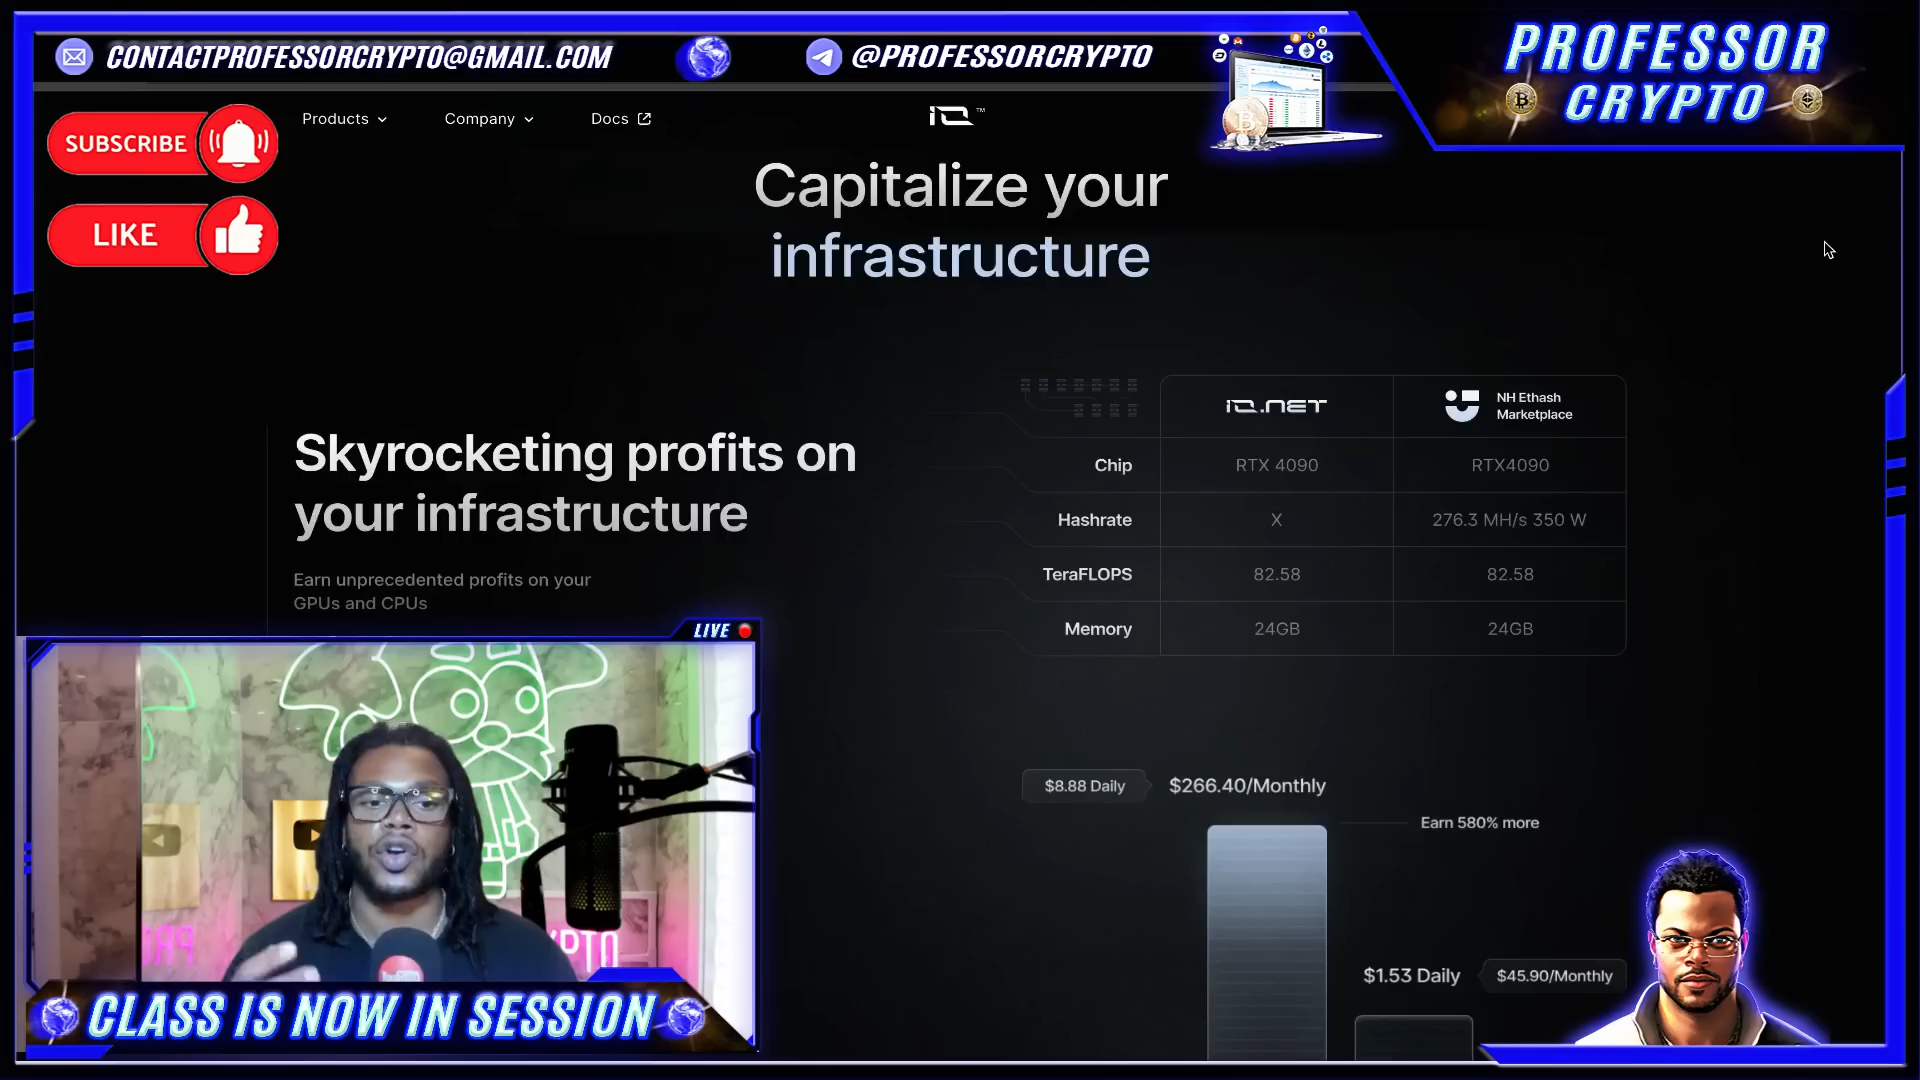 CONTACTPROFESSORCRYPTO@GMAIL.COM
@PROFESSORCRYPTO
PROFESSOR
CRYPTO
SUBSCRIBE
LIKE
Products
Company
Docs
IO™
Capitalize your
infrastructure
Skyrocketing profits on
your infrastructure
Earn unprecedented profits on your
GPUs and CPUs
IO.NET
NH Ethash
Marketplace
Chip
RTX 4090
RTX4090
Hashrate
X
276.3 MH/s 350 W
TeraFLOPS
82.58
82.58
Memory
24GB
24GB
$8.88 Daily
$266.40/Monthly
Earn 580% more
$1.53 Daily
$45.90/Monthly
LIVE
CLASS IS NOW IN SESSION